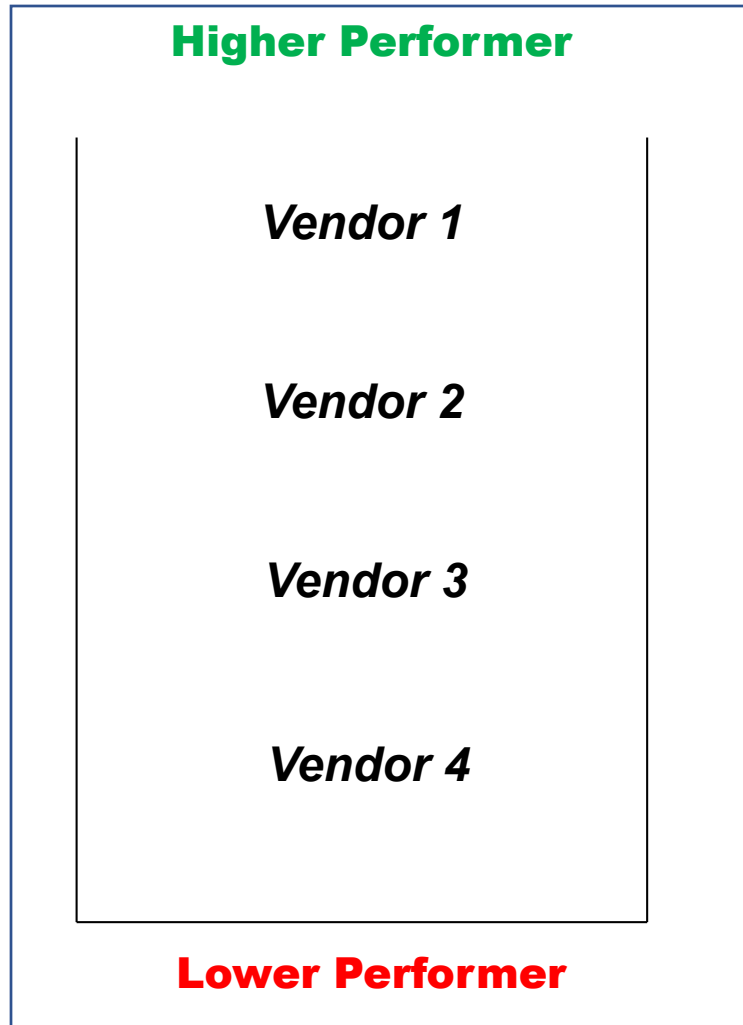 Higher Performer
Vendor 1
Vendor 2
Vendor 3
Vendor 4
Lower Performer